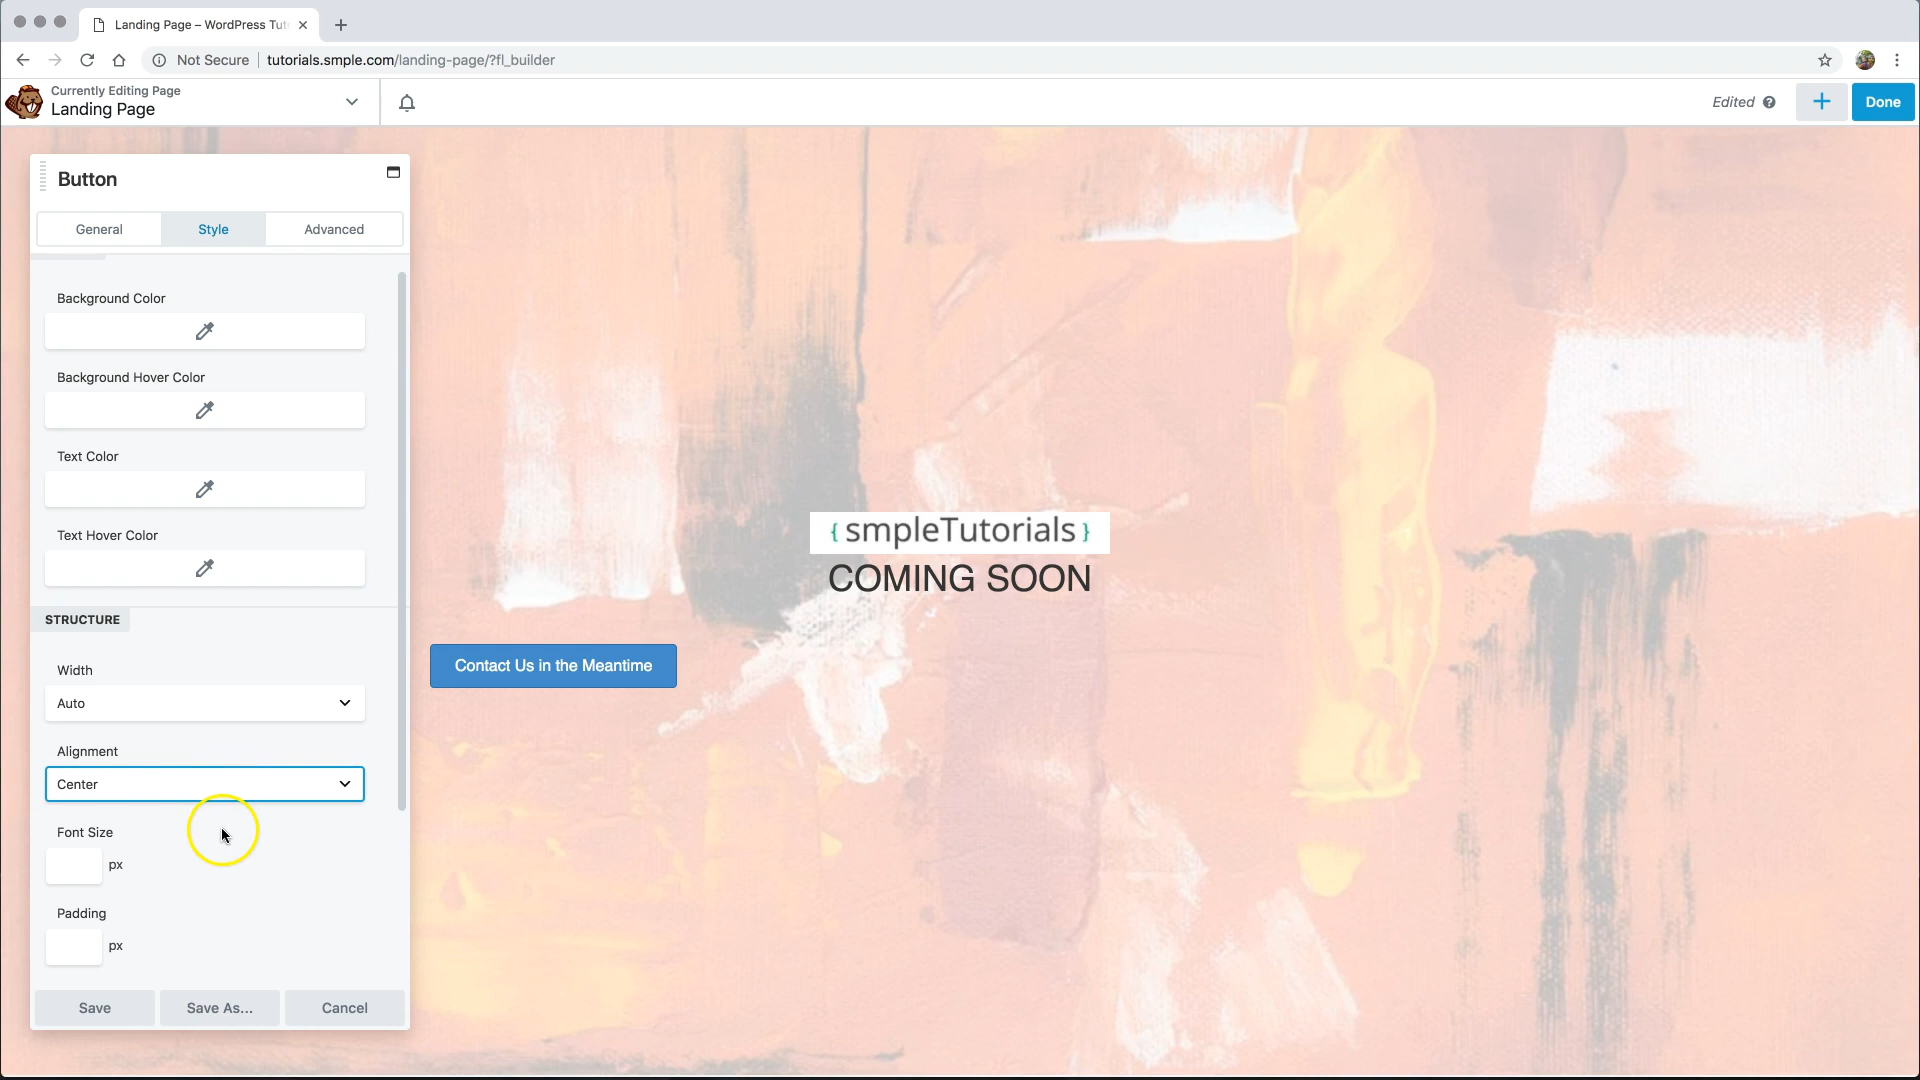 Landing Page – WordPress Tut
Not Secure
tutorials.smple.com/landing-page/?fl_builder
Currently Editing Page
Landing Page
Edited
Done
Button
General
Style
Advanced
Background Color
Background Hover Color
Text Color
Text Hover Color
STRUCTURE
Width
Auto
Alignment
Center
Font Size
px
Padding
px
Save
Save As...
Cancel
{ smpleTutorials }
COMING SOON
Contact Us in the Meantime